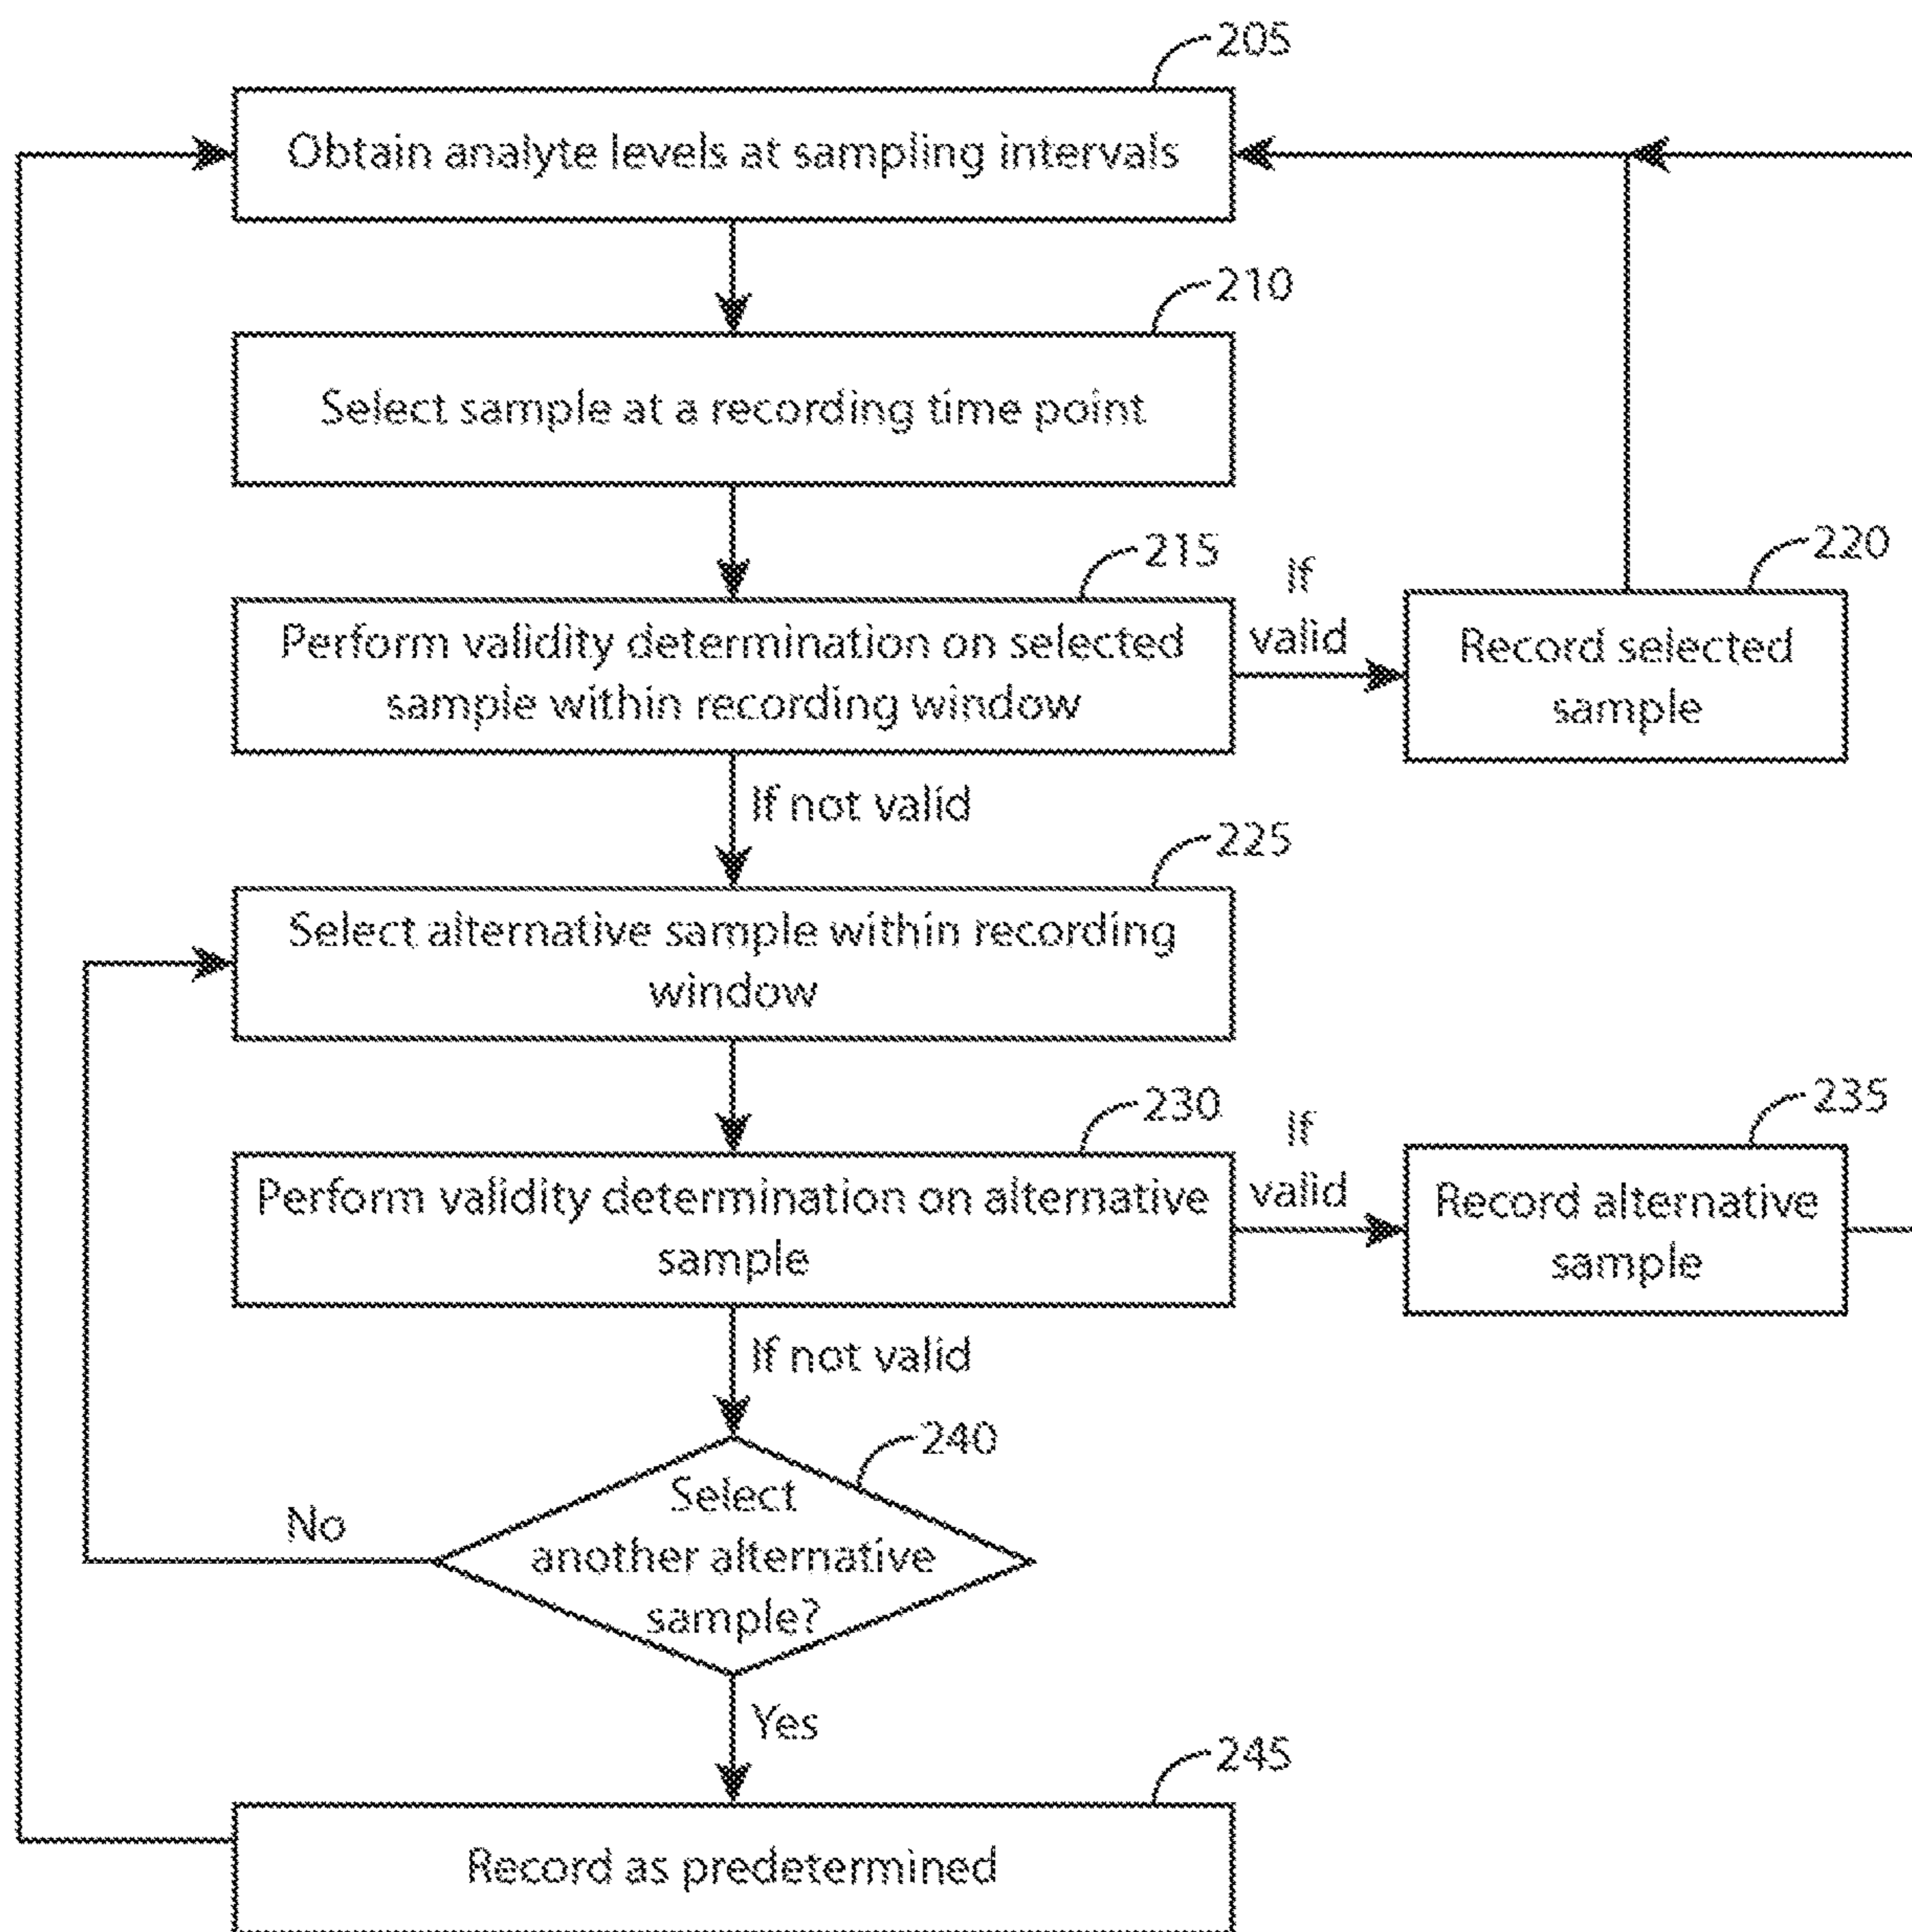 205
Obtain analyte levels at sampling intervals
210
Select sample at a recording time point
215
If
valid
220
Perform validity determination on selected
sample within recording window
Record selected
sample
If not valid
225
Select alternative sample within recording
window
230
If
valid
235
Perform validity determination on alternative
sample
Record alternative
sample
If not valid
240
Select
another alternative
sample?
No
Yes
245
Record as predetermined